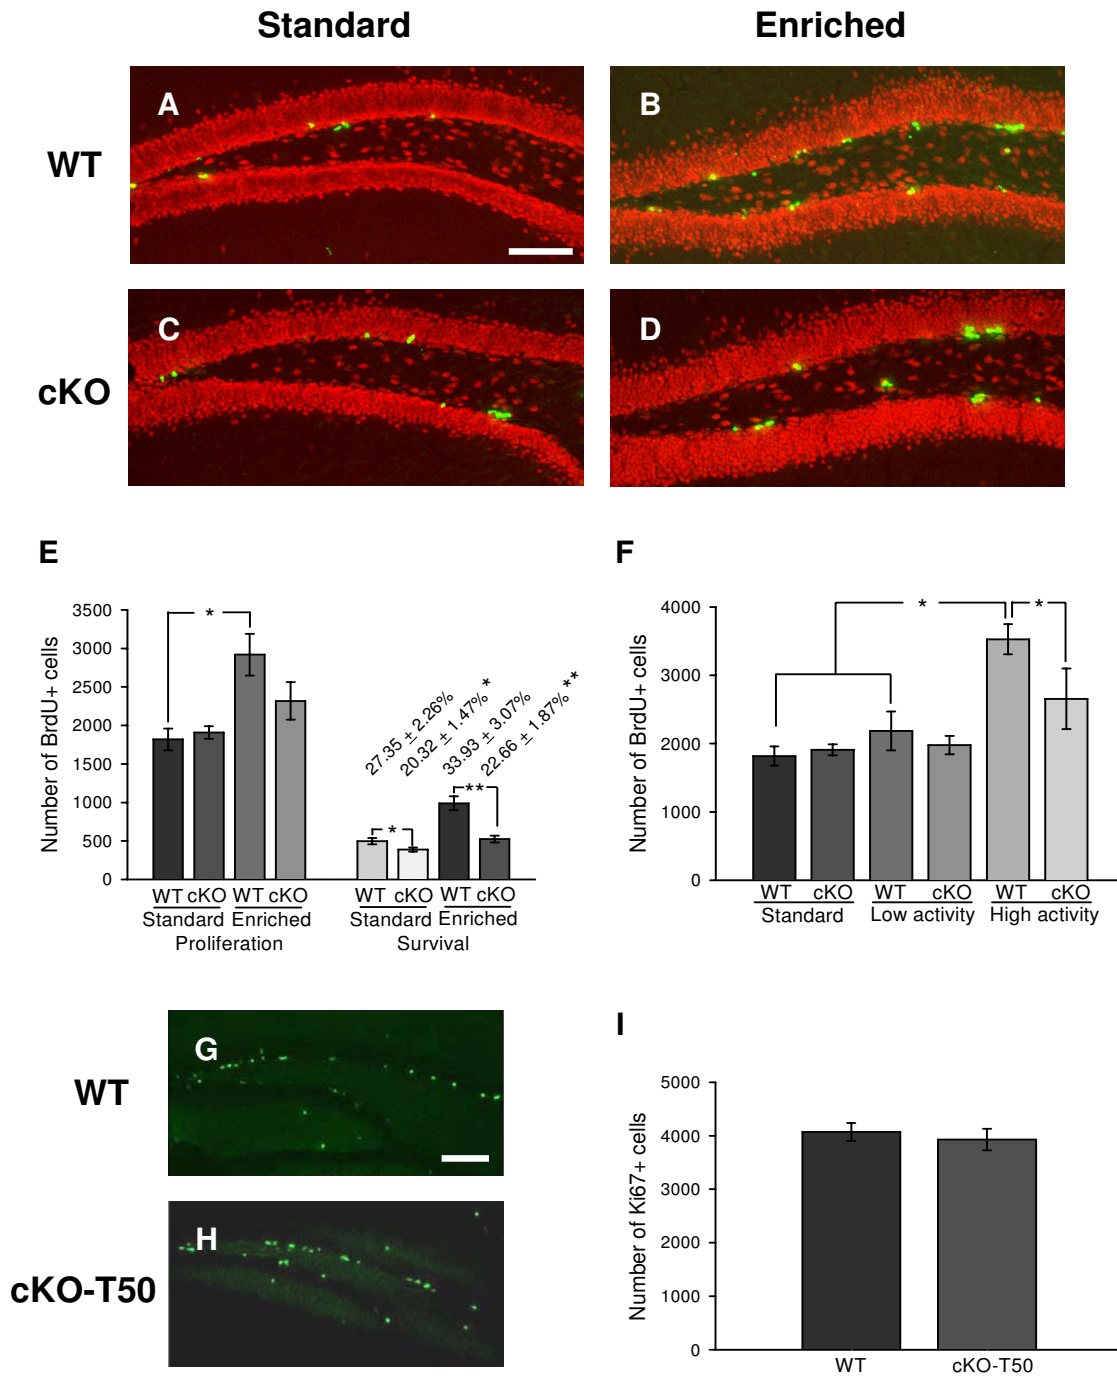 Standard
Enriched
WT
A
B
cKO
C
D
E
Number of BrdU+ cells
3500
3000
2500
2000
1500
1000
500
0
*
27.35 ± 2.26%
20.32 ± 1.47% *
33.93 ± 3.07%
22.66 ± 1.87% **
*
**
WT cKO WT cKO
Standard Enriched
Proliferation
WT cKO WT cKO
Standard Enriched
Survival
F
Number of BrdU+ cells
4000
3000
2000
1000
0
* *
WT cKO WT cKO WT cKO
Standard Low activity High activity
WT
G
cKO-T50
H
I
Number of Ki67+ cells
5000
4000
3000
2000
1000
0
WT cKO-T50